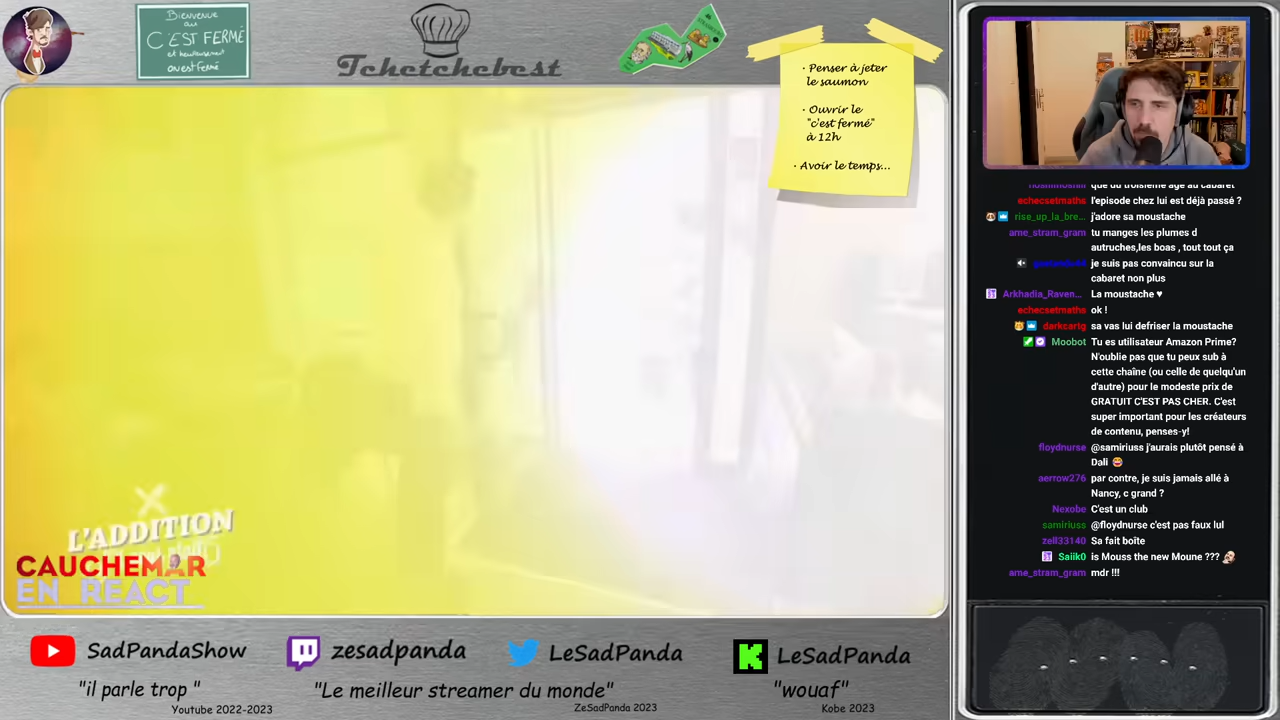 Bienvenue
au
C'EST FERMÉ
et heureusement
on est fermé
Tchetchebest
• Penser à jeter
le saumon
• Ouvrir le
"c'est fermé"
à 12h
• Avoir le temps...
L'ADDITION
CAUCHEMAR
EN REACT
SadPandaShow
"il parle trop "
Youtube 2022-2023
zesadpanda
"Le meilleur streamer du monde"
ZeSadPanda 2023
LeSadPanda
LeSadPanda
"wouaf"
Kobe 2023
que du troisième age au cabaret
echecsetmaths l'episode chez lui est déjà passé ?
rise_up_la_bre... j'adore sa moustache
ame_stram_gram tu manges les plumes d
autruches,les boas , tout tout ça
je suis pas convaincu sur la
cabaret non plus
Arkhadia_Raven... La moustache ♥
echecsetmaths ok !
darkcartg sa vas lui defriser la moustache
Moobot Tu es utilisateur Amazon Prime?
N'oublie pas que tu peux sub à
cette chaîne (ou celle de quelqu'un
d'autre) pour le modeste prix de
GRATUIT C'EST PAS CHER. C'est
super important pour les créateurs
de contenu, penses-y!
floydnurse @samiriuss j'aurais plutôt pensé à
Dali 😂
aerrow276 par contre, je suis jamais allé à
Nancy, c grand ?
Nexobe C'est un club
samiriuss @floydnurse c'est pas faux lul
zell33140 Sa fait boîte
Saiik0 is Mouss the new Moune ???
ame_stram_gram mdr !!!